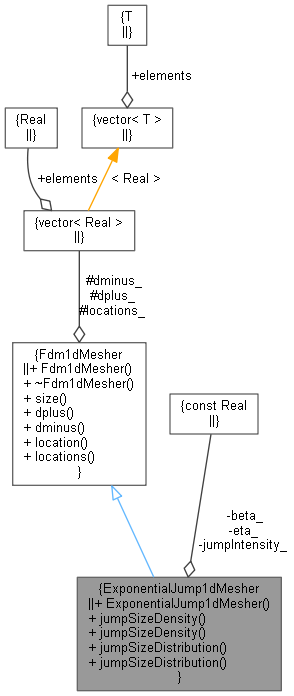 {T
||}
+elements
{Real
||}
{vector< T >
||}
+elements
< Real >
{vector< Real >
||}
#dminus_
#dplus_
#locations_
{Fdm1dMesher
||+ Fdm1dMesher()
+ ~Fdm1dMesher()
+ size()
+ dplus()
+ dminus()
+ location()
+ locations()
}
{const Real
||}
-beta_
-eta_
-jumpIntensity_
{ExponentialJump1dMesher
||+ ExponentialJump1dMesher()
+ jumpSizeDensity()
+ jumpSizeDensity()
+ jumpSizeDistribution()
+ jumpSizeDistribution()
}